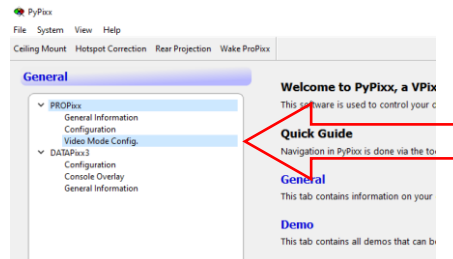 PyPixx
File System View Help
Ceiling Mount Hotspot Correction Rear Projection Wake ProPixx
General
PROPixx
General Information
Configuration
Video Mode Config.
DATAPixx3
Configuration
Console Overlay
General Information
Welcome to PyPixx, a VPix
This software is used to control your
Quick Guide
Navigation in PyPixx is done via the
General
This tab contains information on your
Demo
This tab contains all demos that can